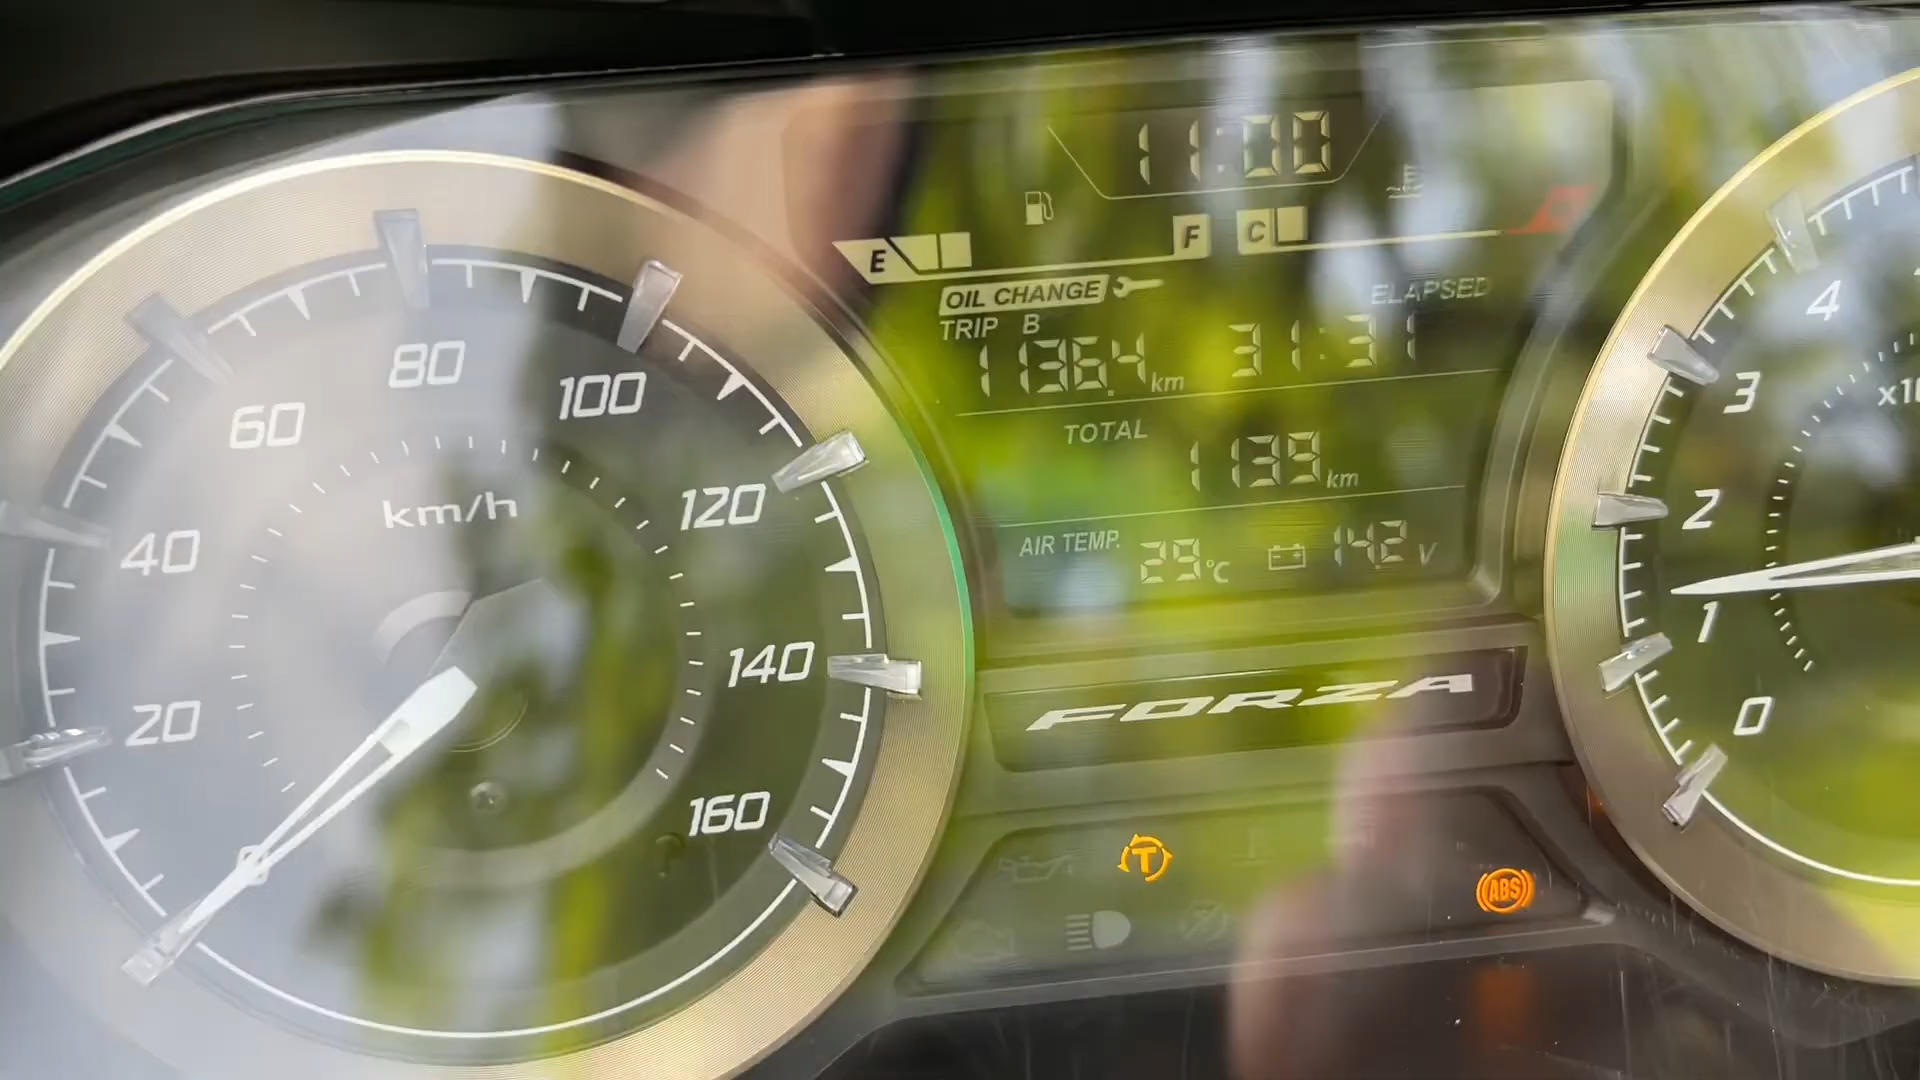 11:00
E F C H
OIL CHANGE
ELAPSED
TRIP B
1136.4 km 31:31
TOTAL
1139 km
AIR TEMP. 29 °C 14.2 V
FORZA
T
ABS
20
40
60
80
100
120
140
160
km/h
0
1
2
3
4